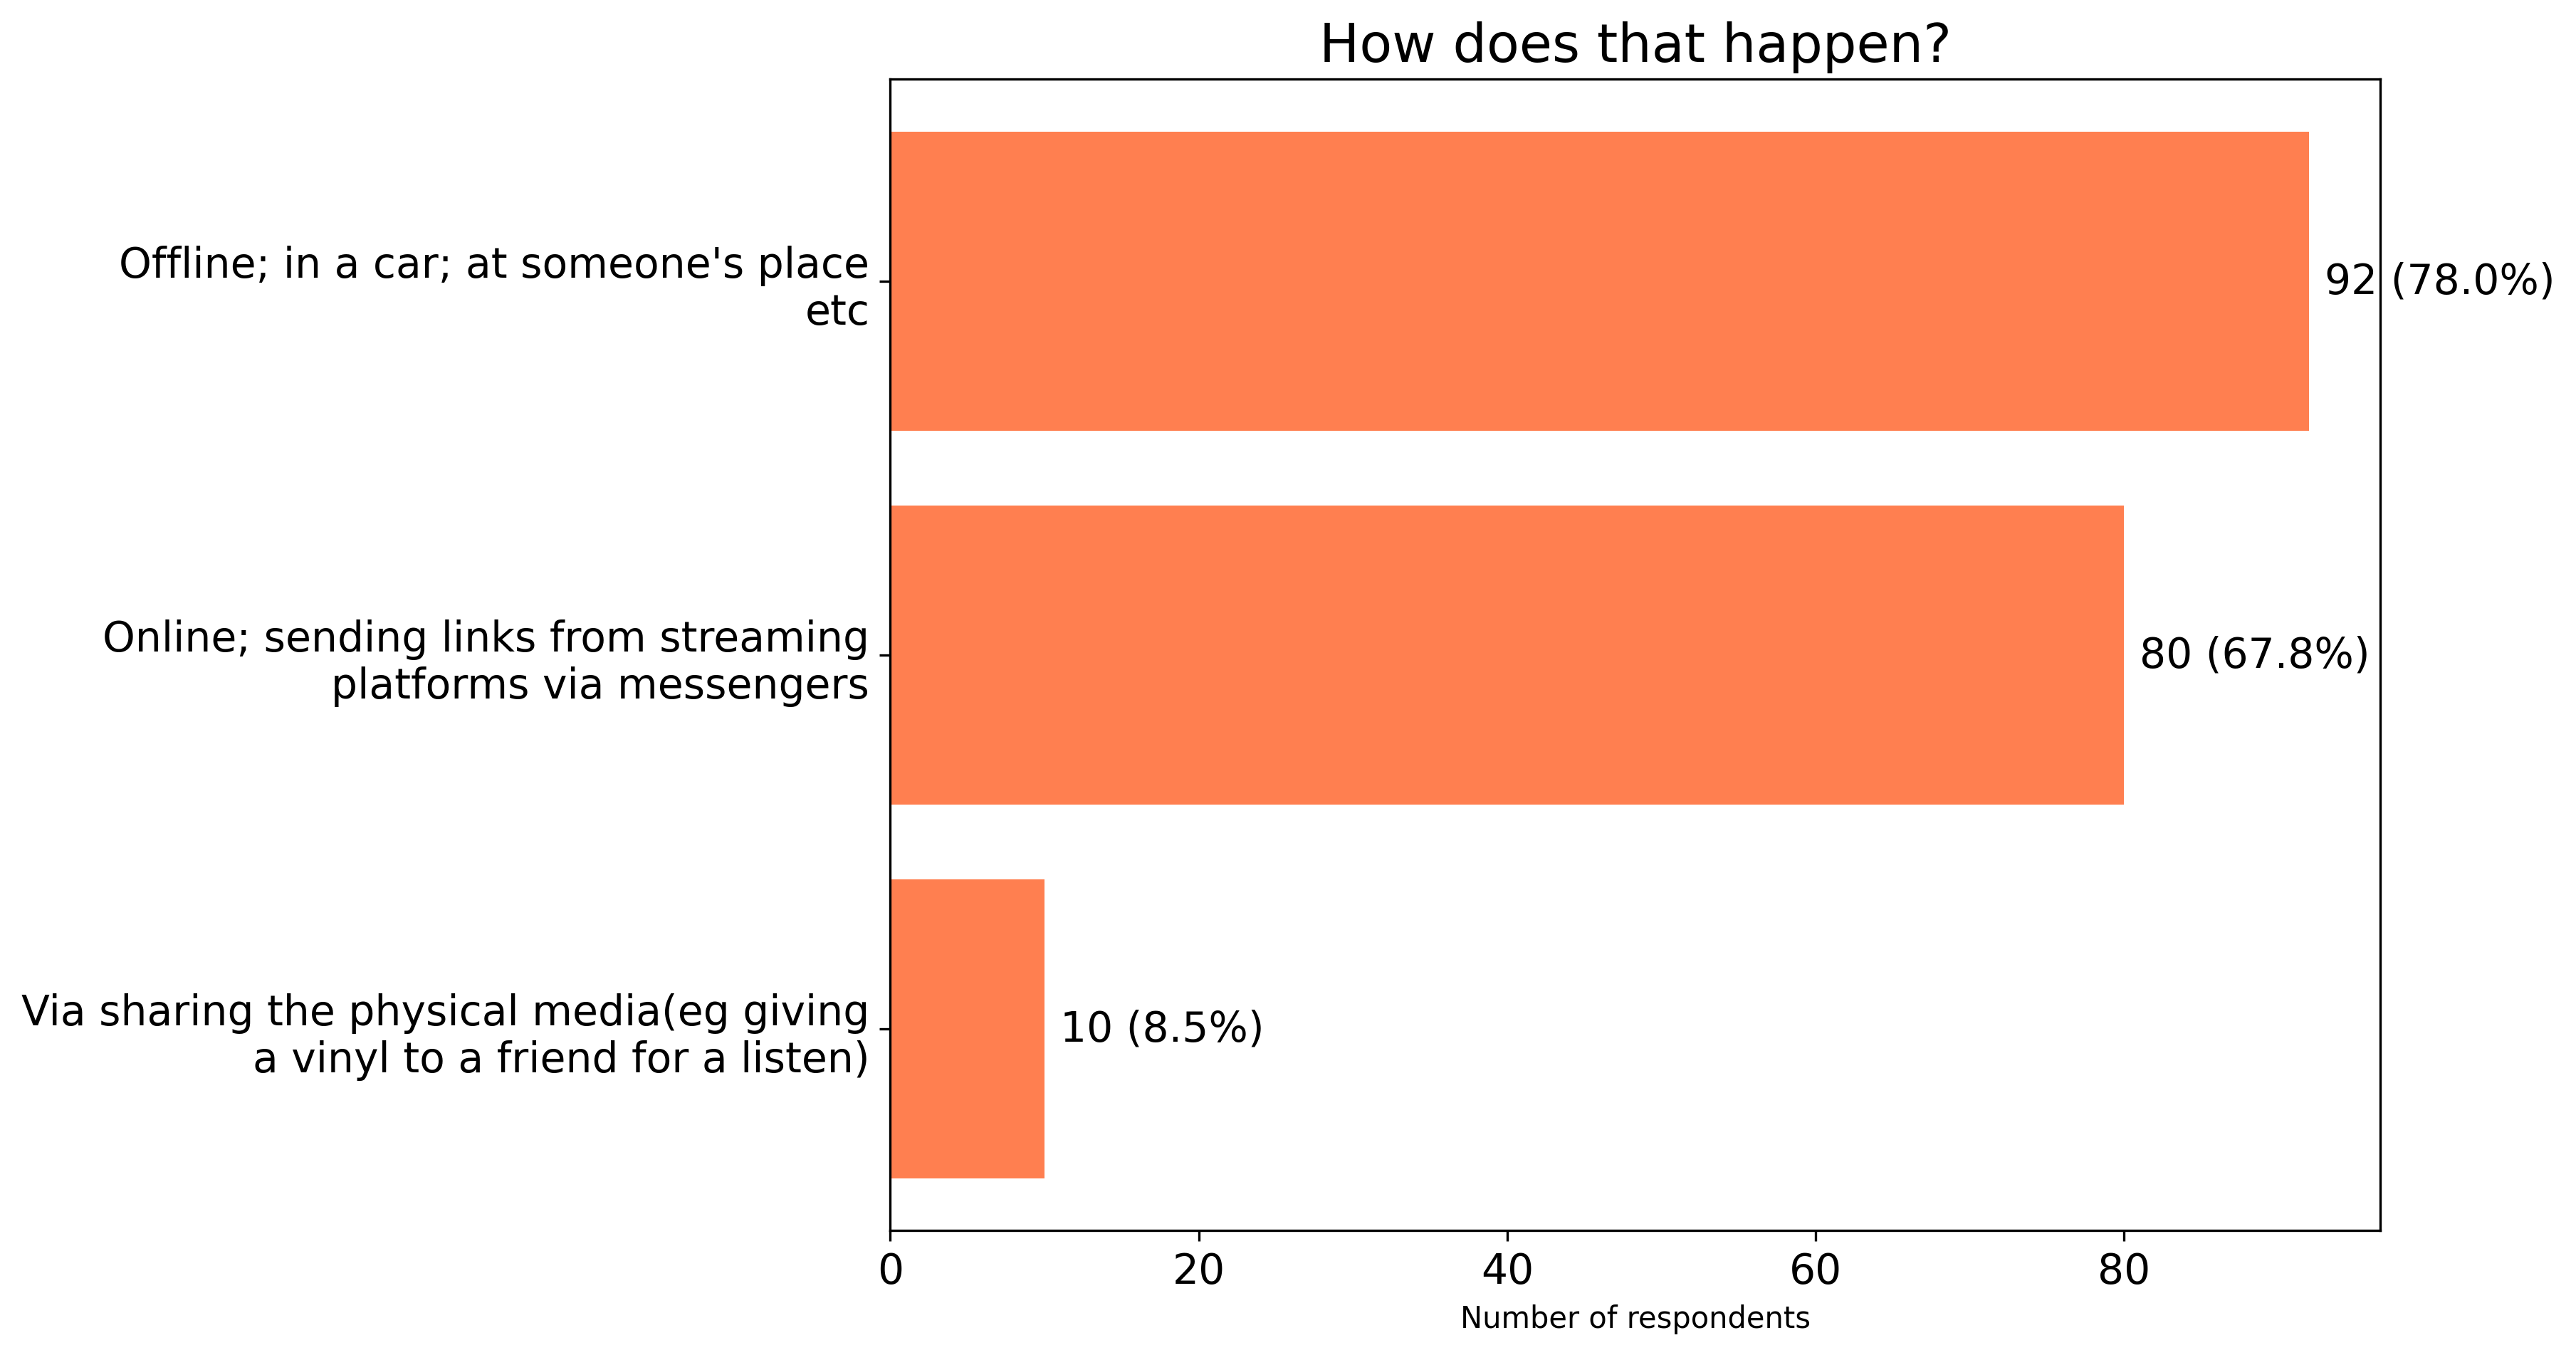 How does that happen?
Offline; in a car; at someone's place
etc
92 (78.0%)
Online; sending links from streaming
platforms via messengers
80 (67.8%)
Via sharing the physical media(eg giving
a vinyl to a friend for a listen)
10 (8.5%)
0 20 40 60 80
Number of respondents